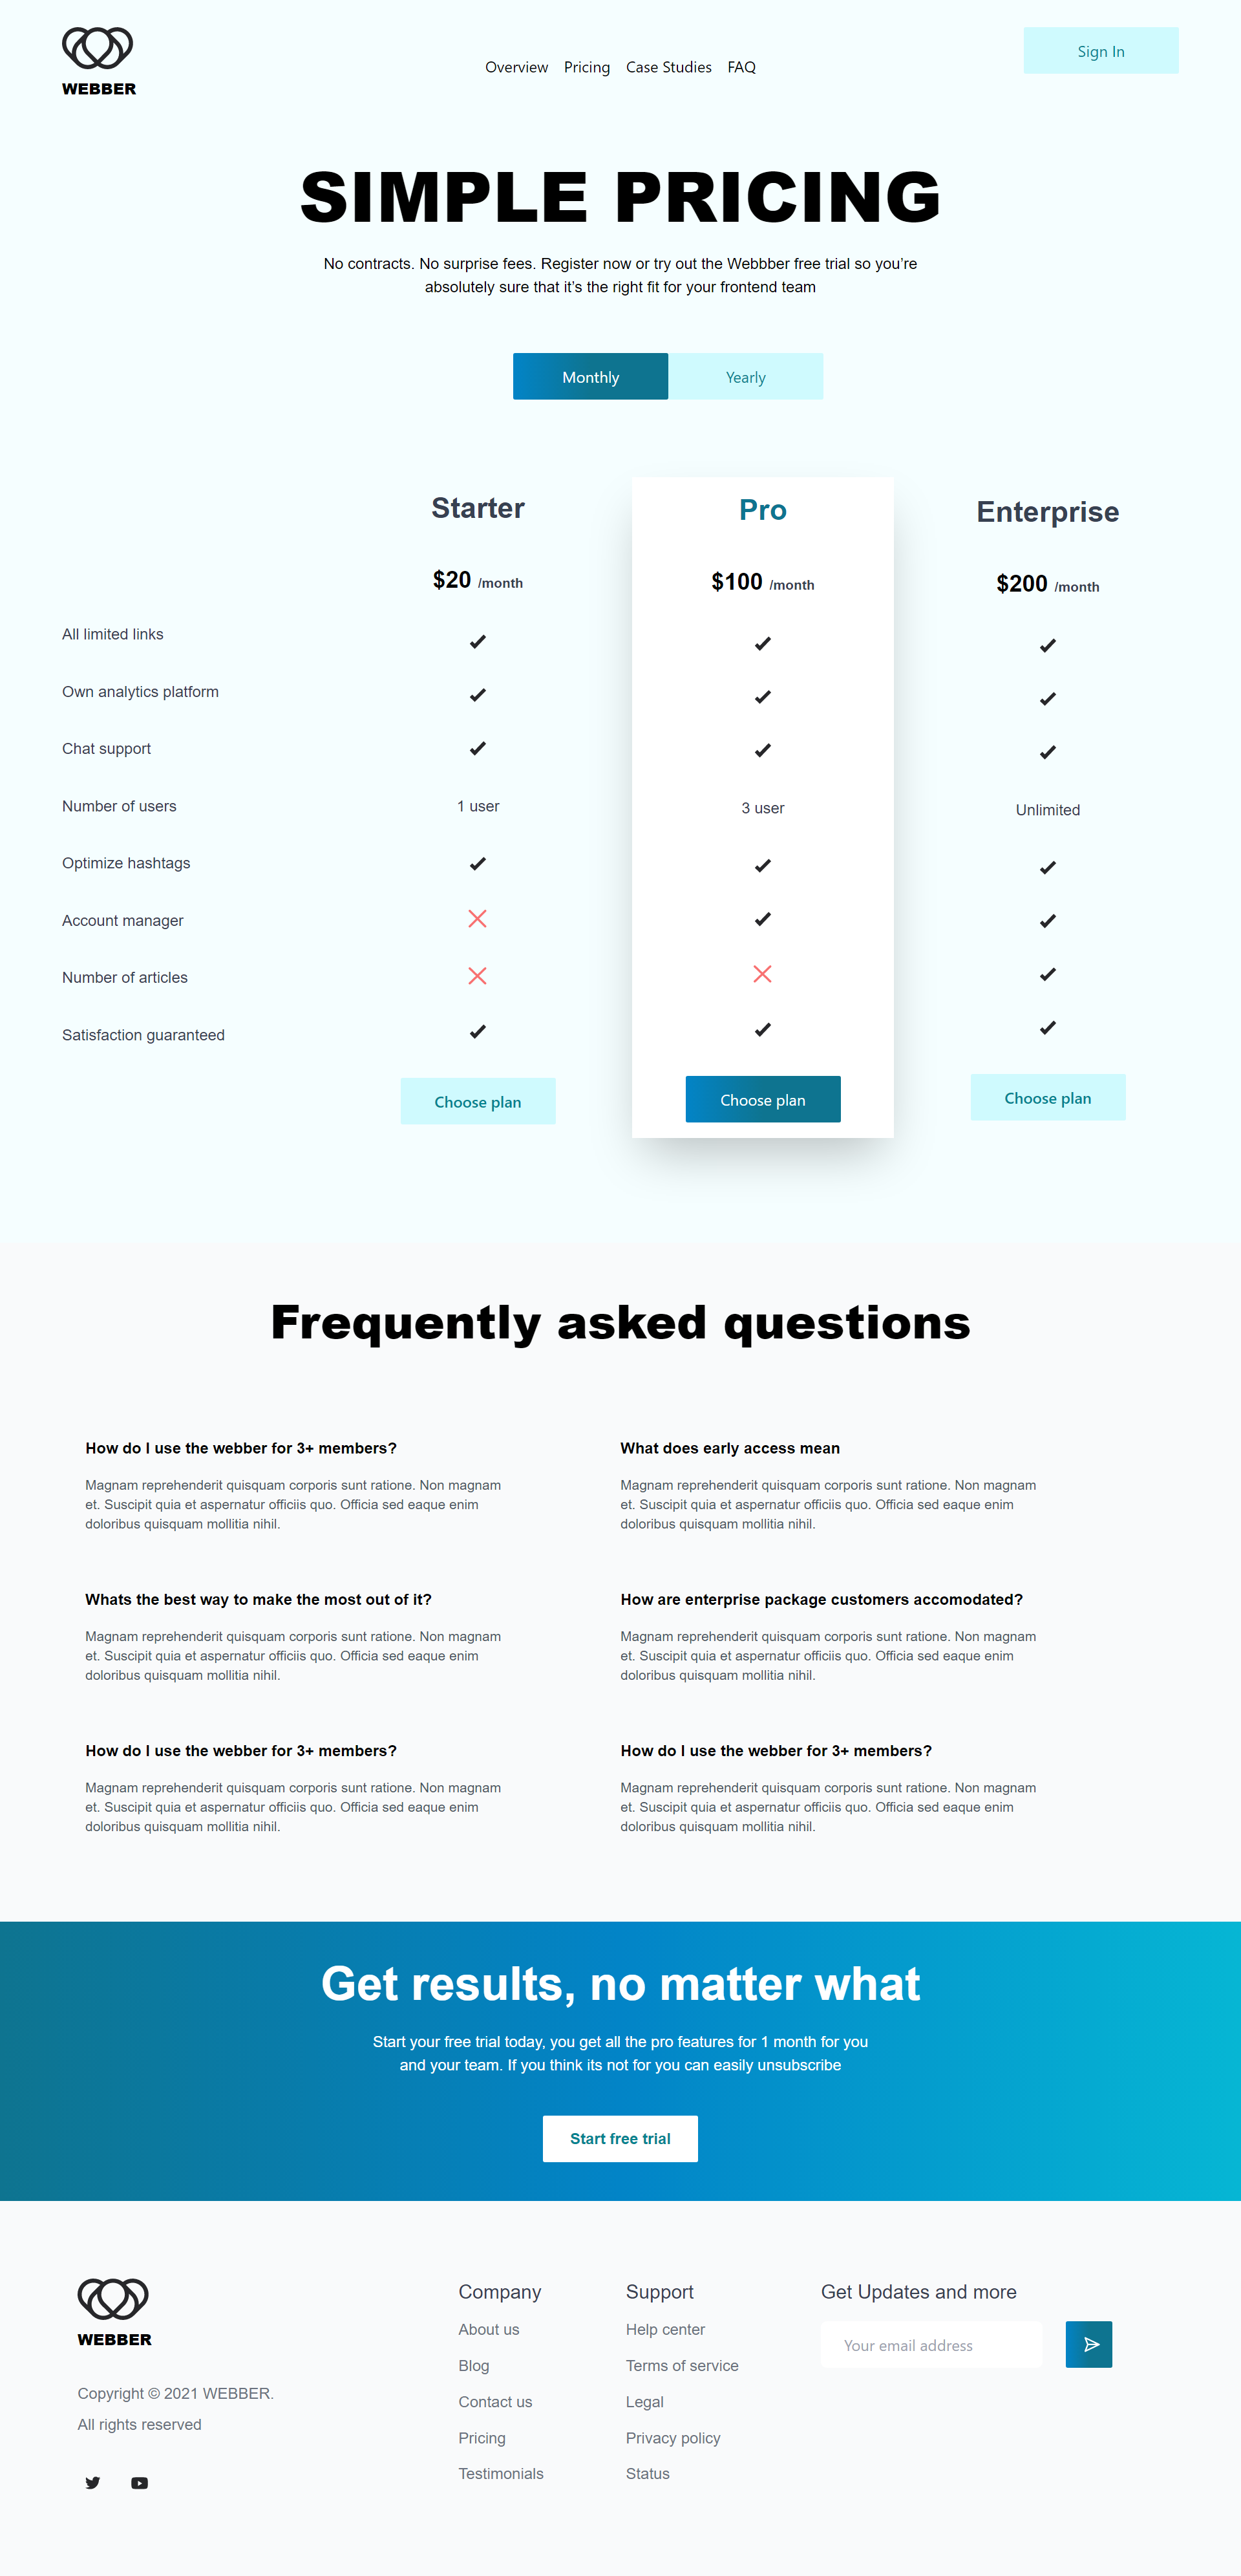 WEBBER
Overview Pricing Case Studies FAQ
Sign In
SIMPLE PRICING
No contracts. No surprise fees. Register now or try out the Webbber free trial so you’re
absolutely sure that it’s the right fit for your frontend team
Monthly Yearly
Starter Pro Enterprise
$20 /month $100 /month $200 /month
All limited links
Own analytics platform
Chat support
Number of users 1 user 3 user Unlimited
Optimize hashtags
Account manager
Number of articles
Satisfaction guaranteed
Choose plan Choose plan Choose plan
Frequently asked questions
How do I use the webber for 3+ members?
Magnam reprehenderit quisquam corporis sunt ratione. Non magnam
et. Suscipit quia et aspernatur officiis quo. Officia sed eaque enim
doloribus quisquam mollitia nihil.
What does early access mean
Magnam reprehenderit quisquam corporis sunt ratione. Non magnam
et. Suscipit quia et aspernatur officiis quo. Officia sed eaque enim
doloribus quisquam mollitia nihil.
Whats the best way to make the most out of it?
Magnam reprehenderit quisquam corporis sunt ratione. Non magnam
et. Suscipit quia et aspernatur officiis quo. Officia sed eaque enim
doloribus quisquam mollitia nihil.
How are enterprise package customers accomodated?
Magnam reprehenderit quisquam corporis sunt ratione. Non magnam
et. Suscipit quia et aspernatur officiis quo. Officia sed eaque enim
doloribus quisquam mollitia nihil.
How do I use the webber for 3+ members?
Magnam reprehenderit quisquam corporis sunt ratione. Non magnam
et. Suscipit quia et aspernatur officiis quo. Officia sed eaque enim
doloribus quisquam mollitia nihil.
How do I use the webber for 3+ members?
Magnam reprehenderit quisquam corporis sunt ratione. Non magnam
et. Suscipit quia et aspernatur officiis quo. Officia sed eaque enim
doloribus quisquam mollitia nihil.
Get results, no matter what
Start your free trial today, you get all the pro features for 1 month for you
and your team. If you think its not for you can easily unsubscribe
Start free trial
WEBBER
Copyright © 2021 WEBBER.
All rights reserved
Company
About us
Blog
Contact us
Pricing
Testimonials
Support
Help center
Terms of service
Legal
Privacy policy
Status
Get Updates and more
Your email address